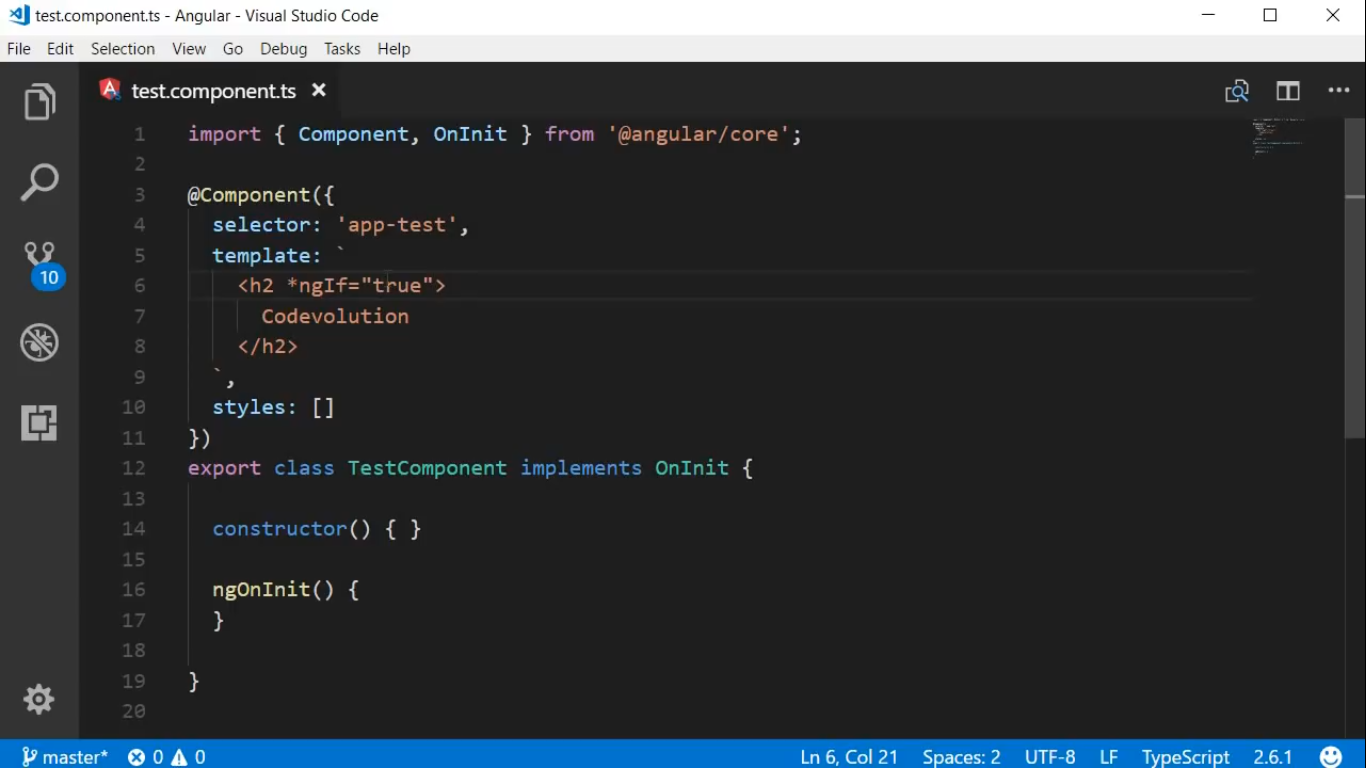 test.component.ts - Angular - Visual Studio Code
File Edit Selection View Go Debug Tasks Help
test.component.ts
1 import { Component, OnInit } from '@angular/core';
2
3 @Component({
4 selector: 'app-test',
5 template: `
6 <h2 *ngIf="true">
7 Codevolution
8 </h2>
9 `,
10 styles: []
11 })
12 export class TestComponent implements OnInit {
13
14 constructor() { }
15
16 ngOnInit() {
17 }
18
19 }
20
10
master* 0 0 Ln 6, Col 21 Spaces: 2 UTF-8 LF TypeScript 2.6.1